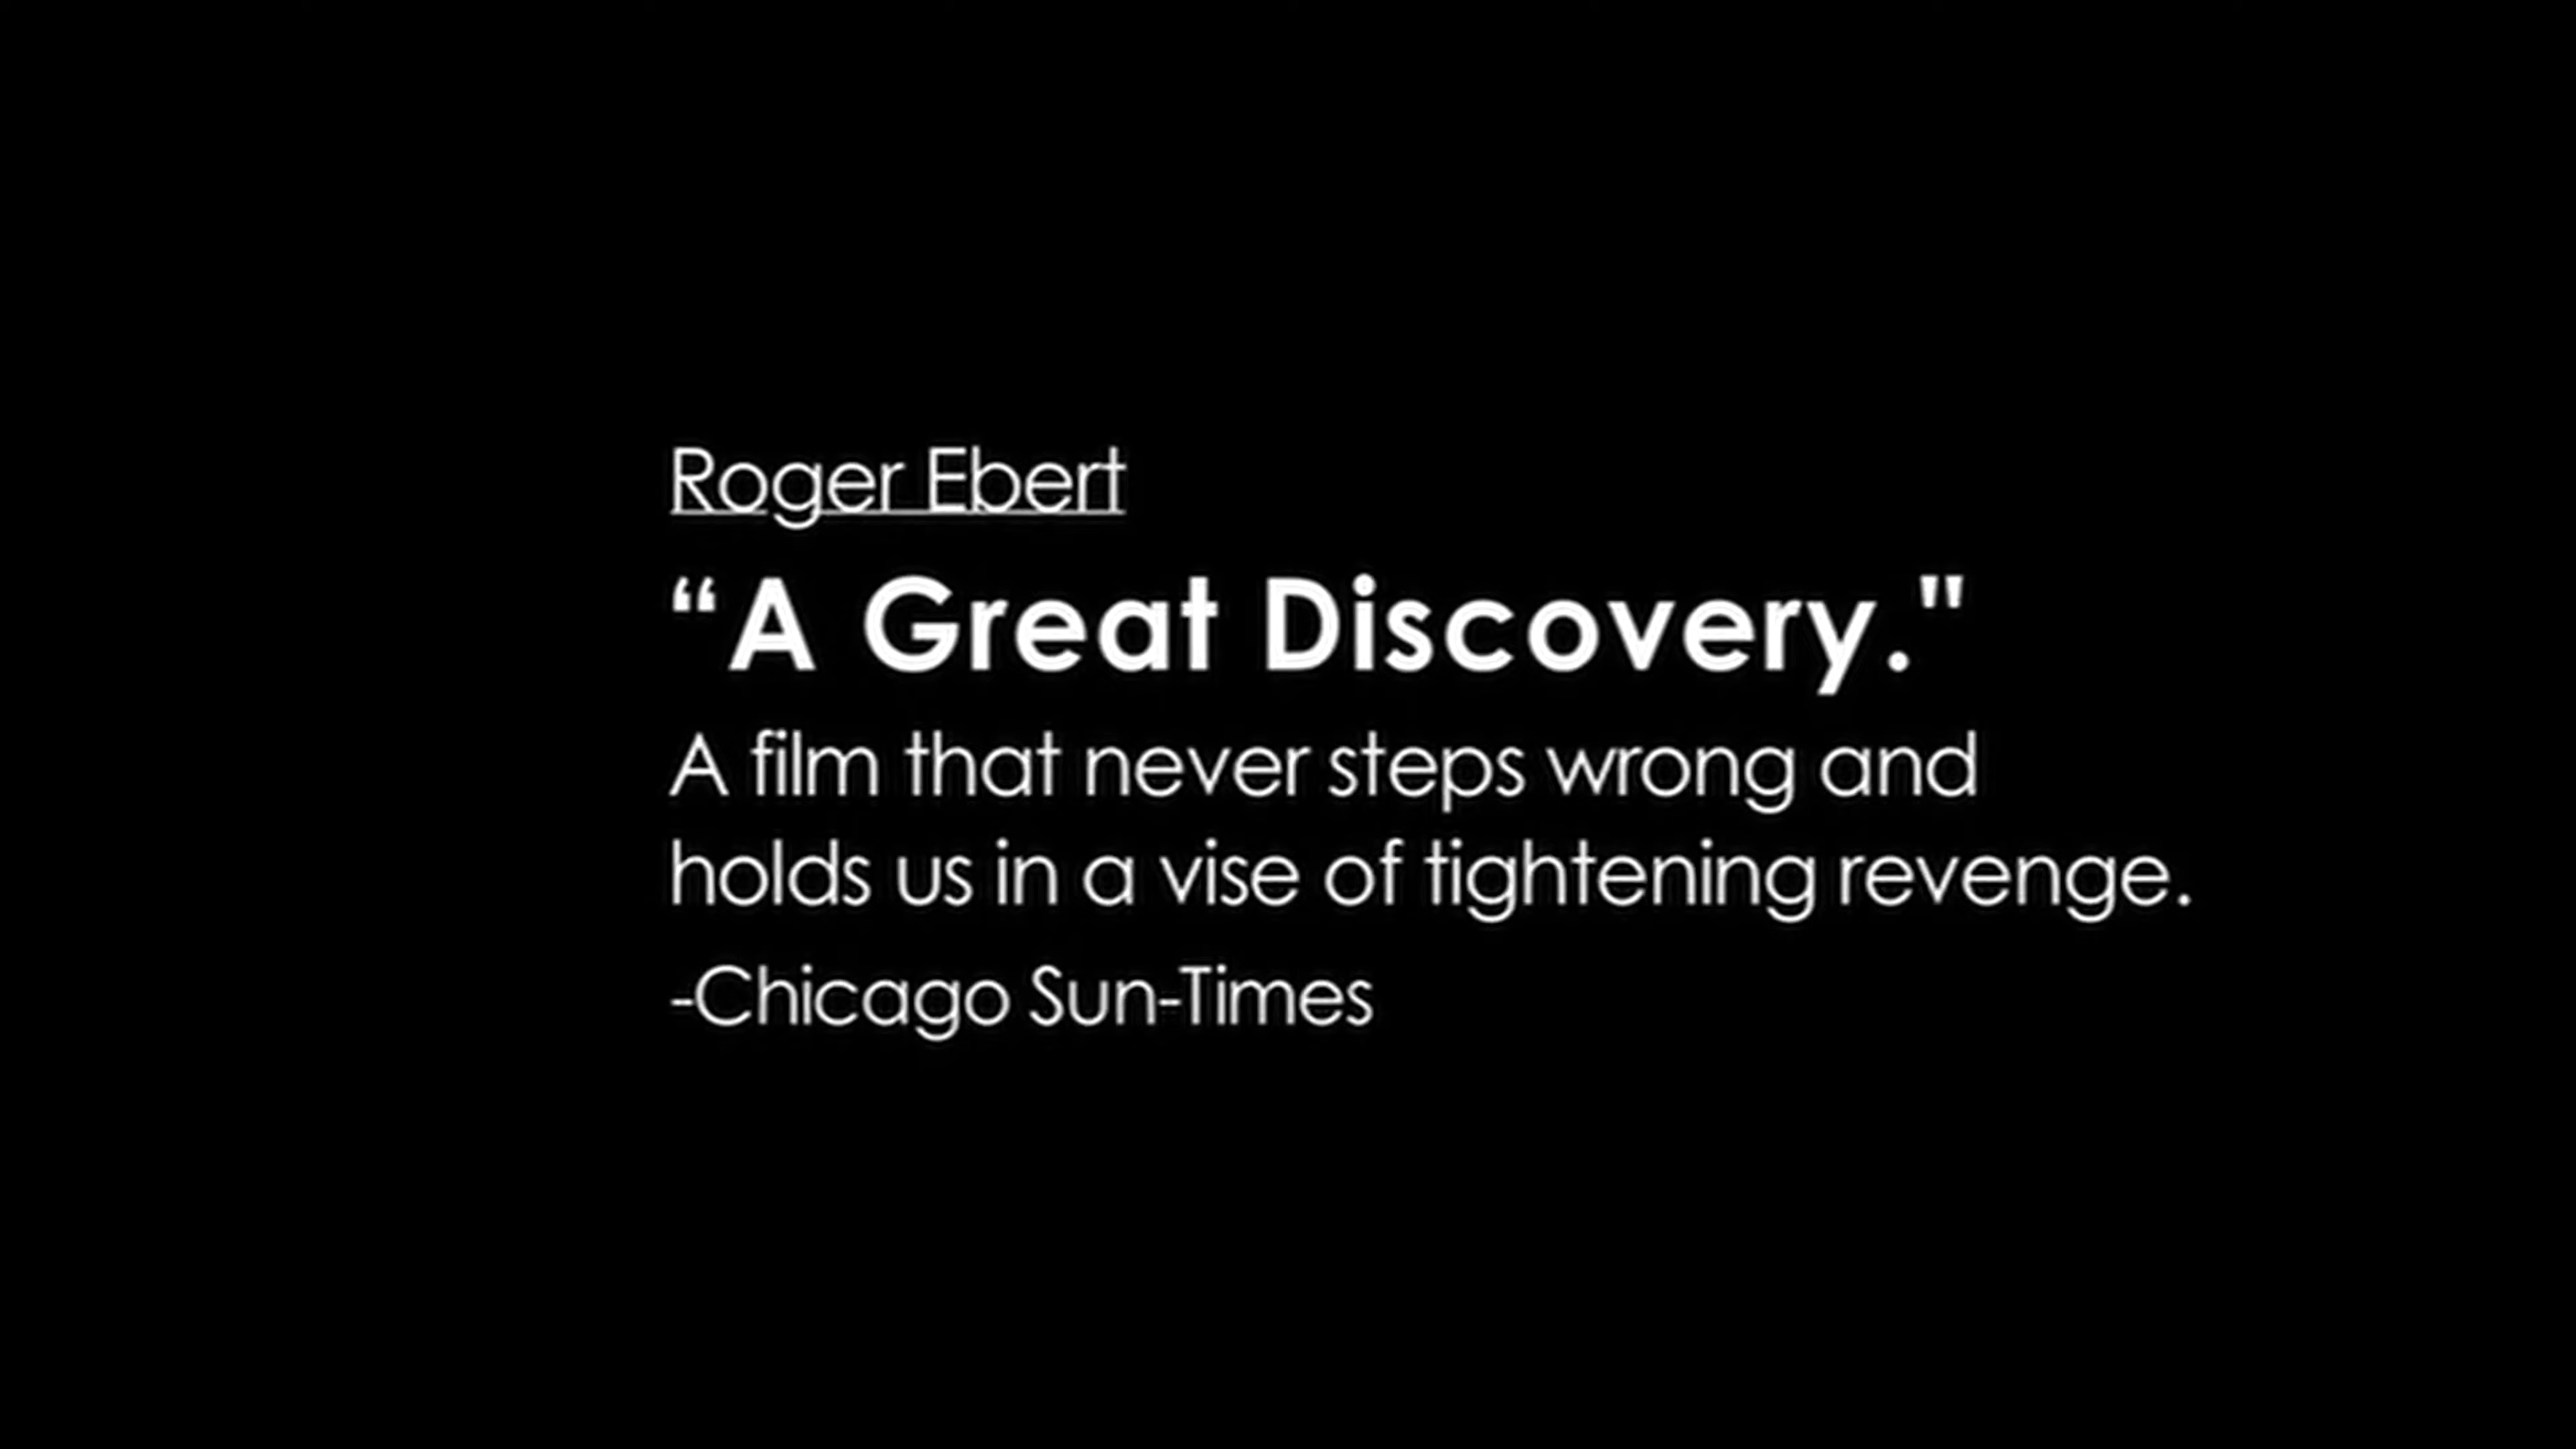 Roger Ebert
“A Great Discovery."
A film that never steps wrong and
holds us in a vise of tightening revenge.
-Chicago Sun-Times